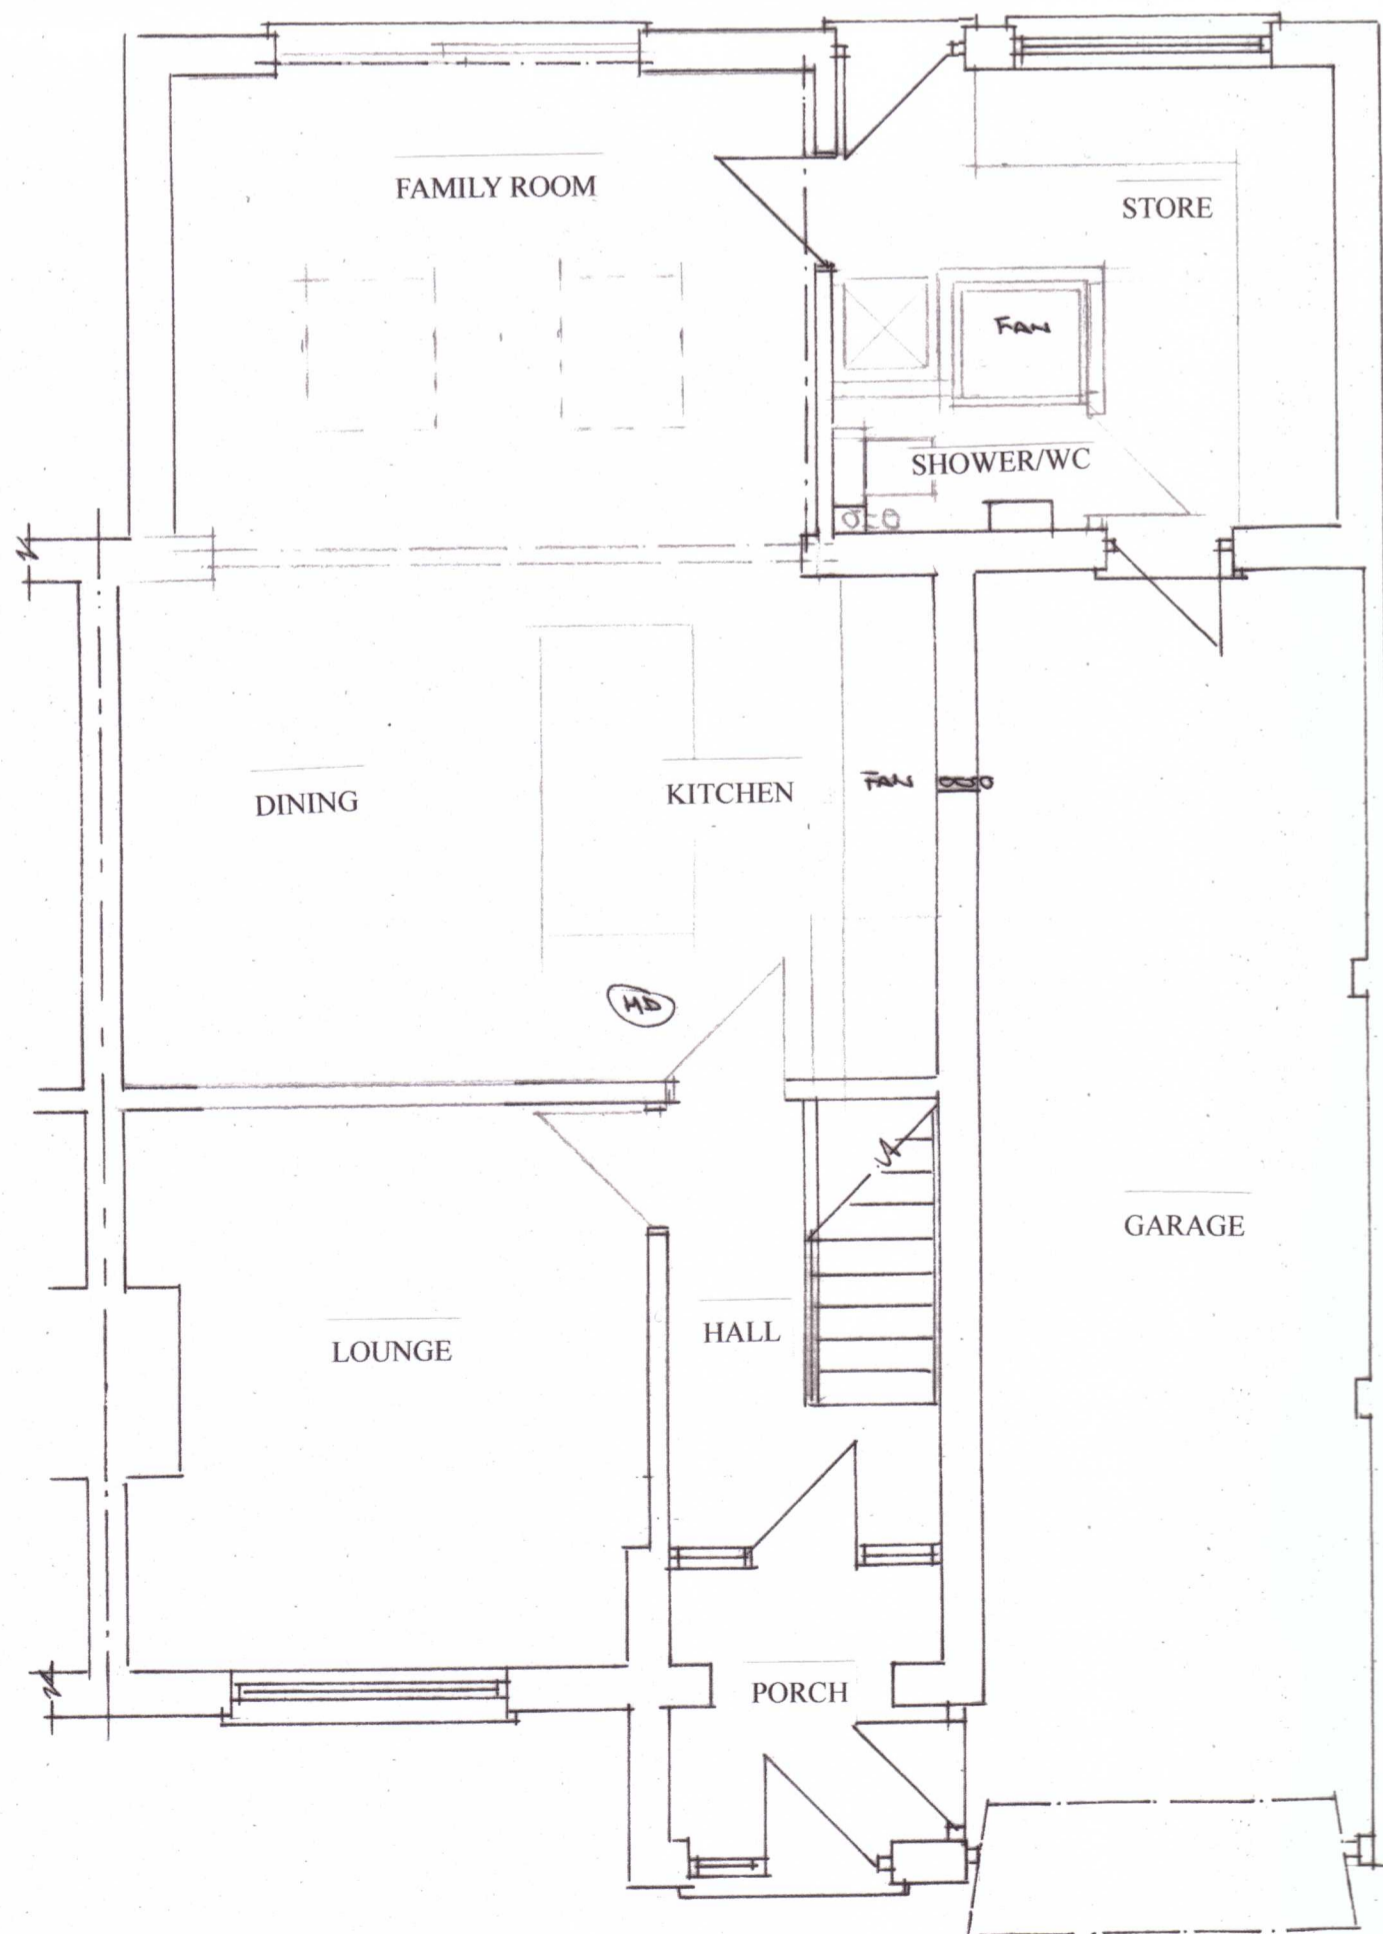 FAMILY ROOM
STORE
FAN
SHOWER/WC
DINING
KITCHEN
FAN
MD
LOUNGE
HALL
GARAGE
PORCH